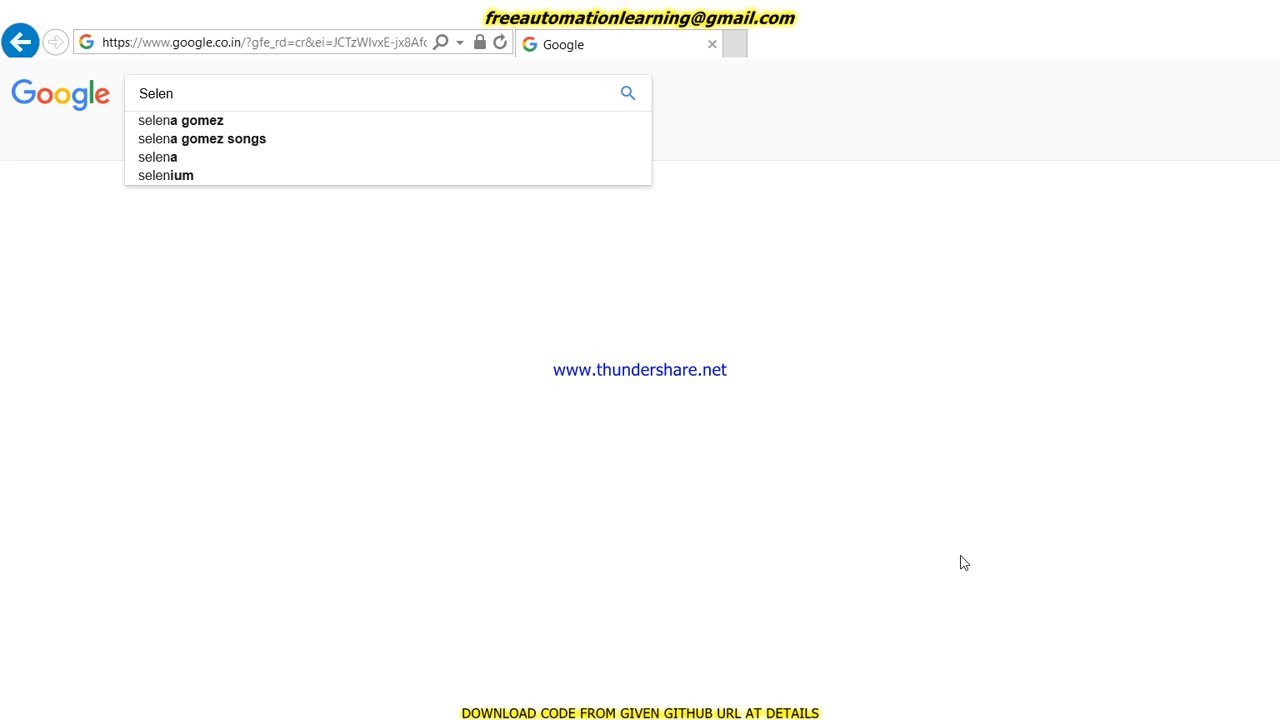 freeautomationlearning@gmail.com
https://www.google.co.in/?gfe_rd=cr&ei=JCTzWIvxE-jx8Afc
Google
Google
Selen
selena gomez
selena gomez songs
selena
selenium
www.thundershare.net
DOWNLOAD CODE FROM GIVEN GITHUB URL AT DETAILS